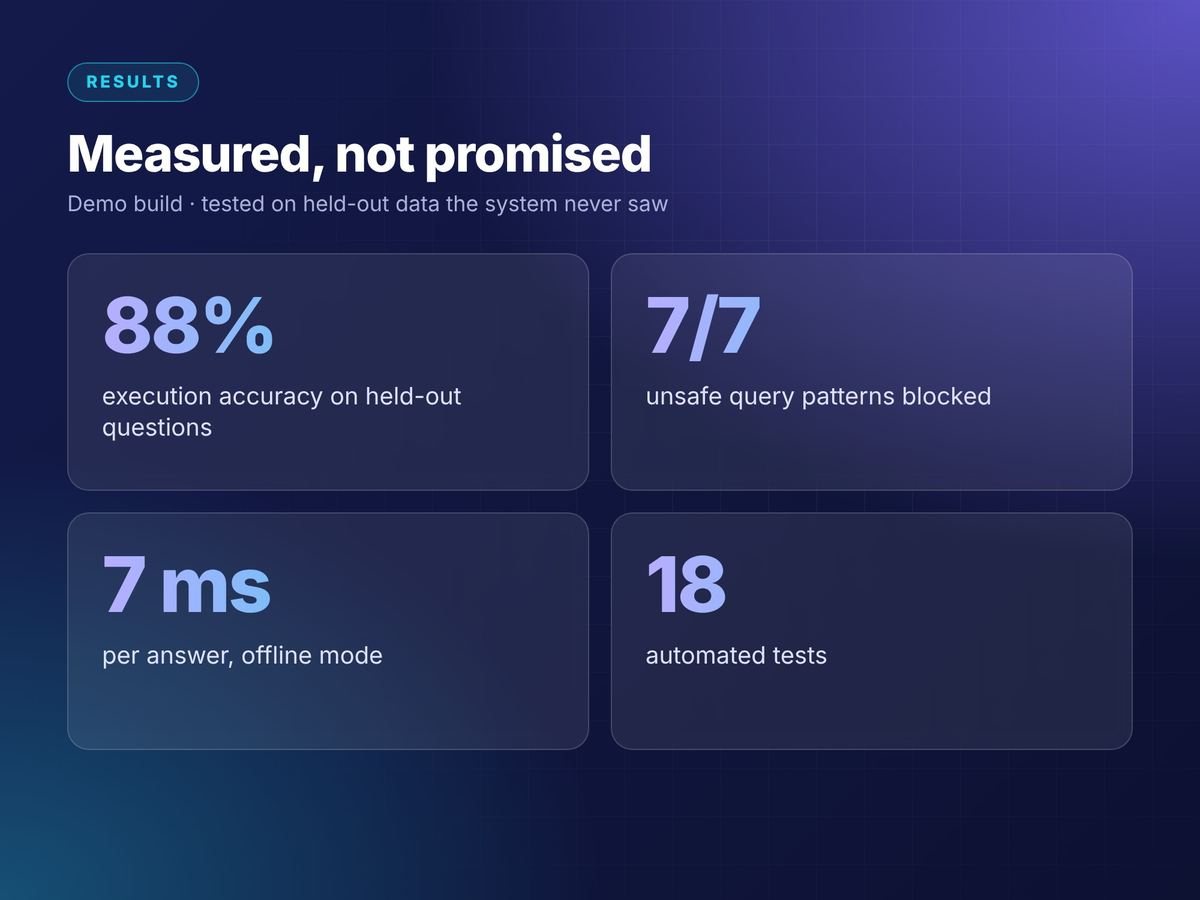 RESULTS
Measured, not promised
Demo build · tested on held-out data the system never saw
88%
execution accuracy on held-out
questions
7/7
unsafe query patterns blocked
7 ms
per answer, offline mode
18
automated tests